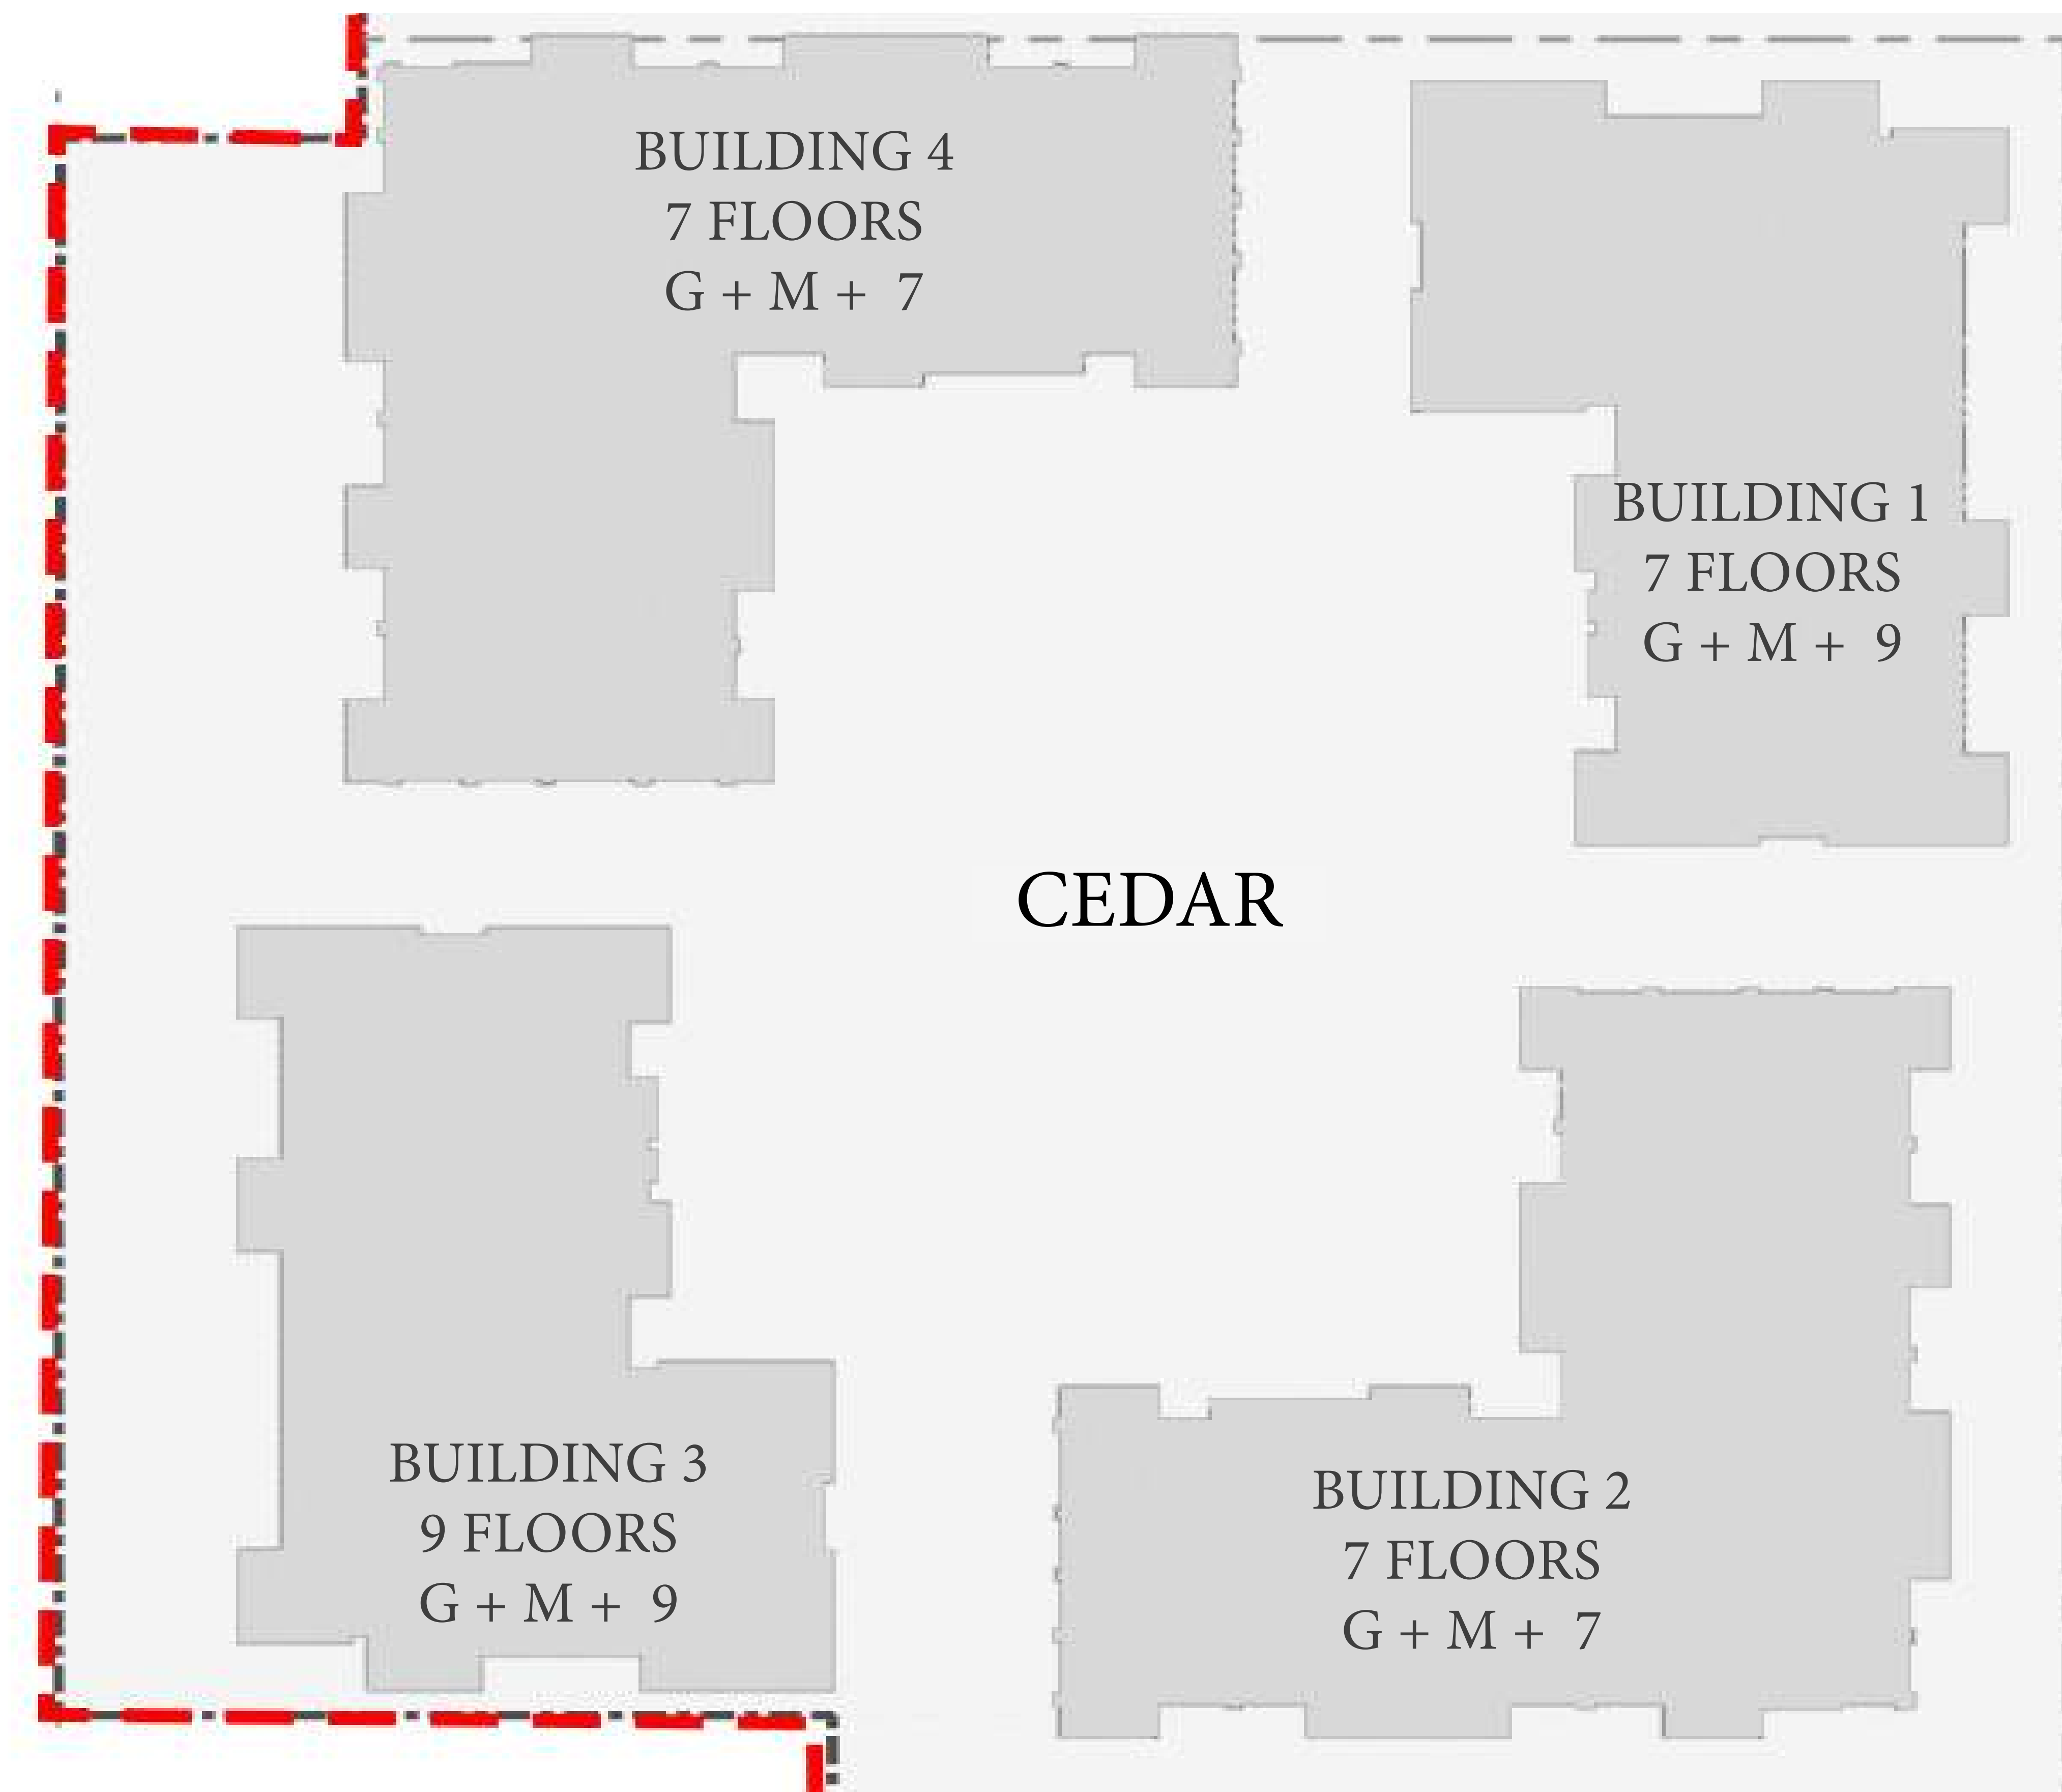 BUILDING 4
7 FLOORS
G + M + 7
BUILDING 1
7 FLOORS
G + M + 9
CEDAR
BUILDING 3
9 FLOORS
G + M + 9
BUILDING 2
7 FLOORS
G + M + 7